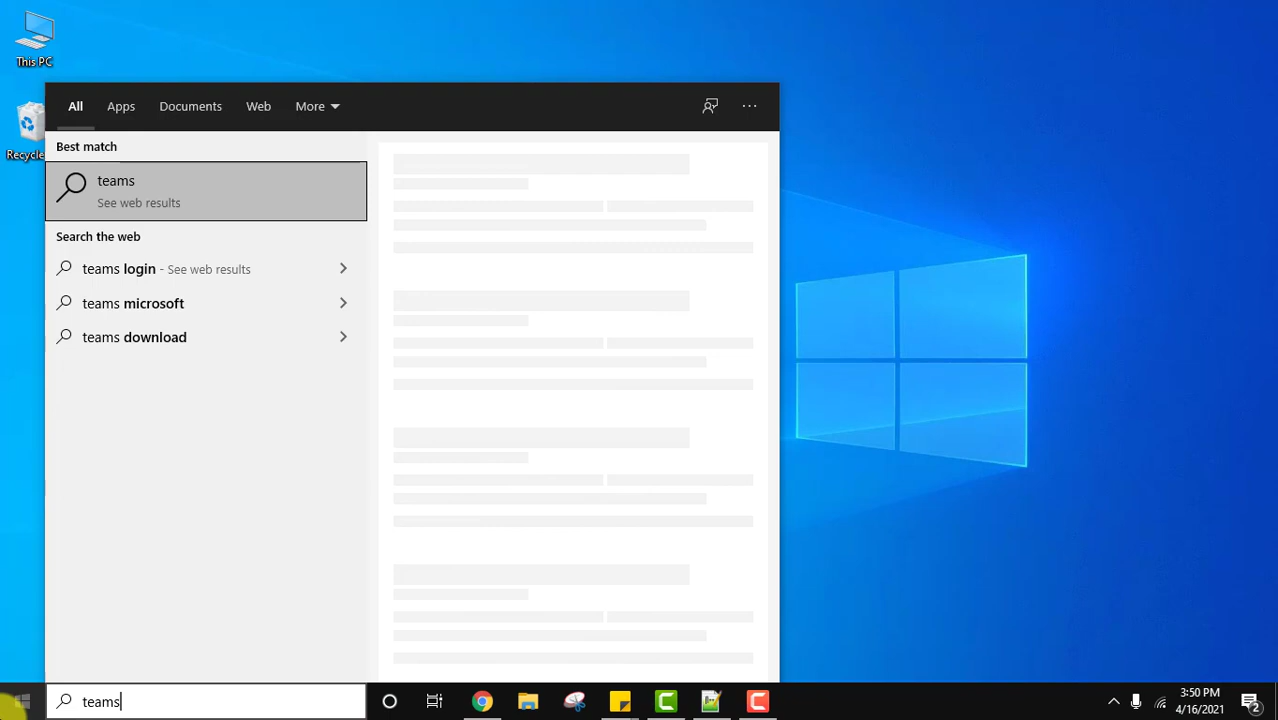 This PC
Recycle
All Apps Documents Web More
Best match
teams
See web results
Search the web
teams login - See web results
teams microsoft
teams download
teams
3:50 PM
4/16/2021
2